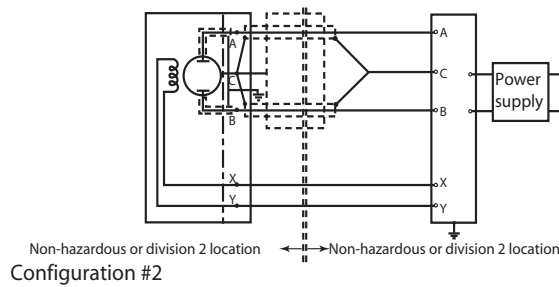 A
C
B
X
Y
A
C
B
X
Y
Power
supply
Non-hazardous or division 2 location
Non-hazardous or division 2 location
Configuration #2